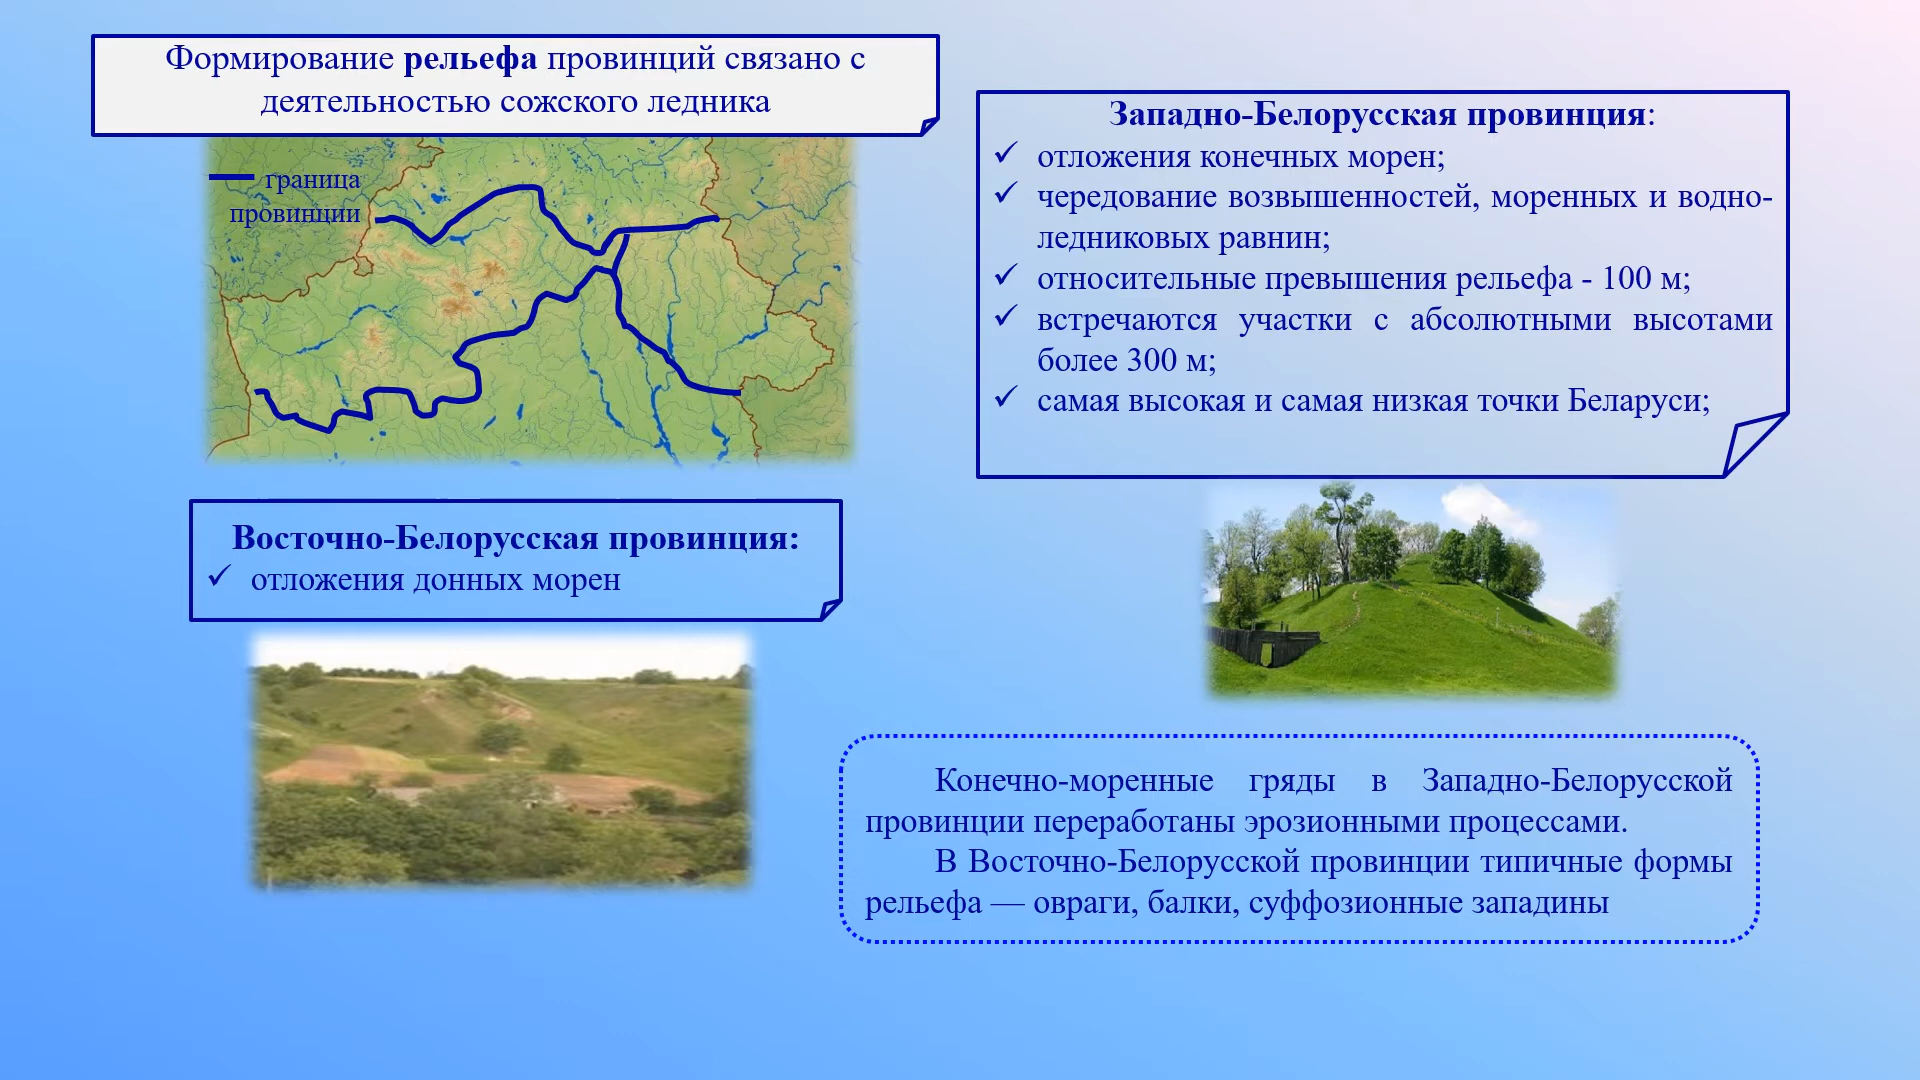 Формирование рельефа провинций связано с
деятельностью сожского ледника
граница
провинции
Западно-Белорусская провинция:
✓ отложения конечных морен;
✓ чередование возвышенностей, моренных и водно-
ледниковых равнин;
✓ относительные превышения рельефа - 100 м;
✓ встречаются участки с абсолютными высотами
более 300 м;
✓ самая высокая и самая низкая точки Беларуси;
Восточно-Белорусская провинция:
✓ отложения донных морен
Конечно-моренные гряды в Западно-Белорусской
провинции переработаны эрозионными процессами.
В Восточно-Белорусской провинции типичные формы
рельефа — овраги, балки, суффозионные западины